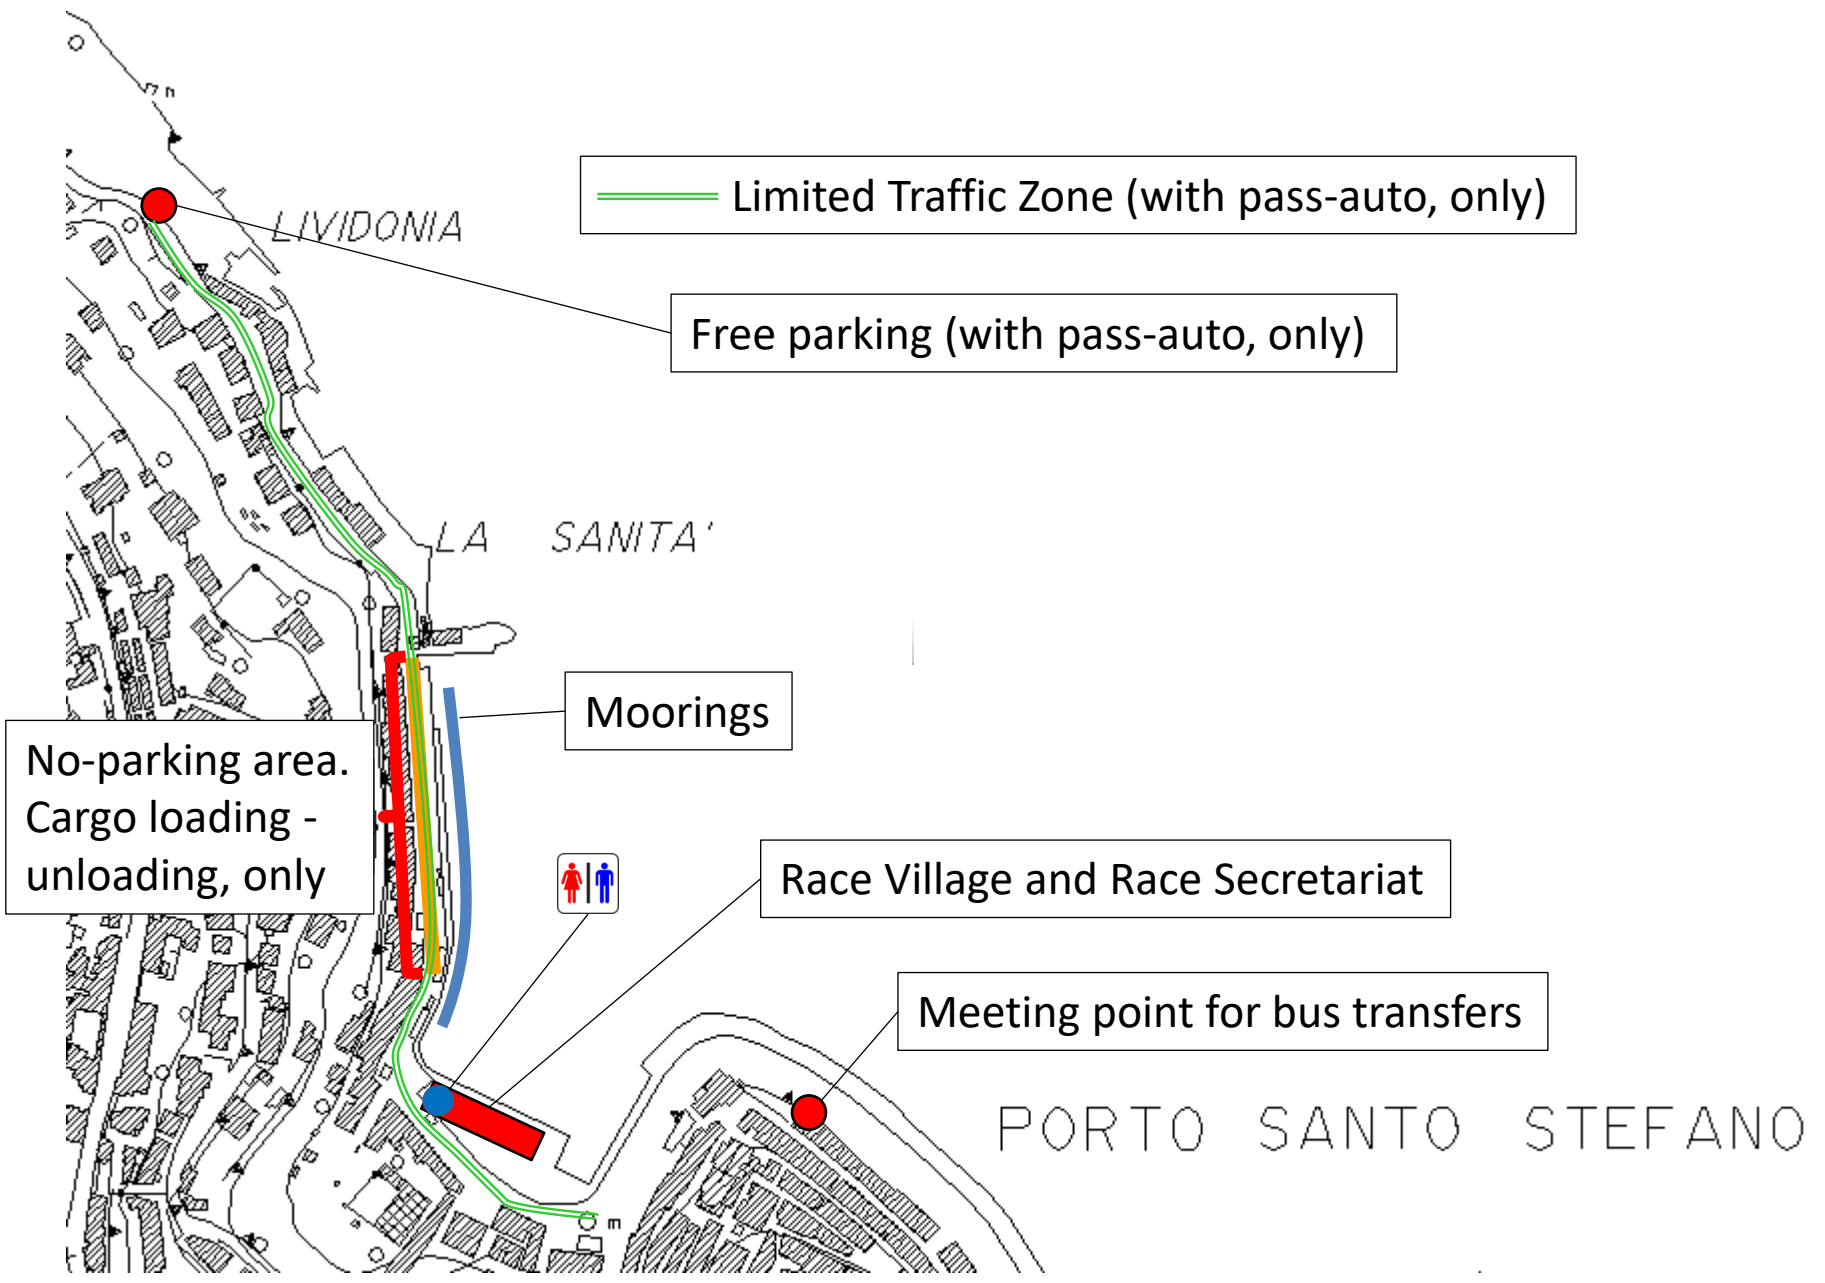 Limited Traffic Zone (with pass-auto, only)
LIVIDONIA
Free parking (with pass-auto, only)
LA SANITA'
Moorings
No-parking area.
Cargo loading -
unloading, only
Race Village and Race Secretariat
Meeting point for bus transfers
PORTO SANTO STEFANO